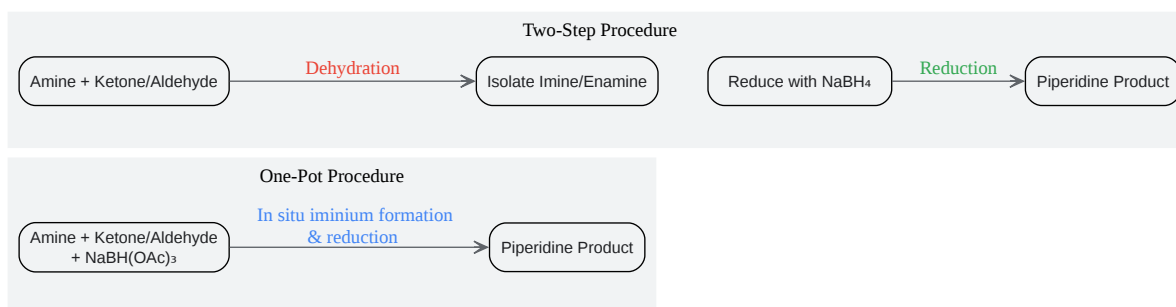 Two-Step Procedure
Amine + Ketone/Aldehyde
Dehydration
Isolate Imine/Enamine
Reduce with NaBH₄
Reduction
Piperidine Product
One-Pot Procedure
Amine + Ketone/Aldehyde
+ NaBH(OAc)₃
In situ iminium formation
& reduction
Piperidine Product